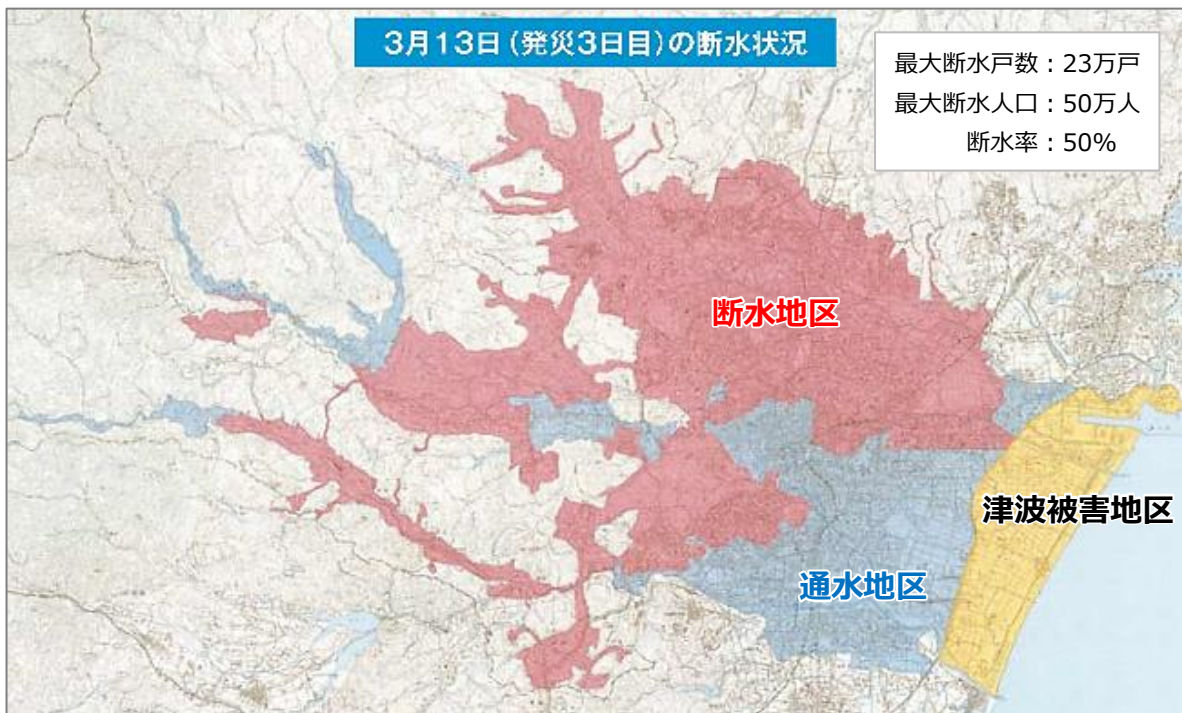 3月13日(発災3日目)の断水状況
最大断水戸数：23万戸
最大断水人口：50万人
断水率：50%
断水地区
津波被害地区
通水地区